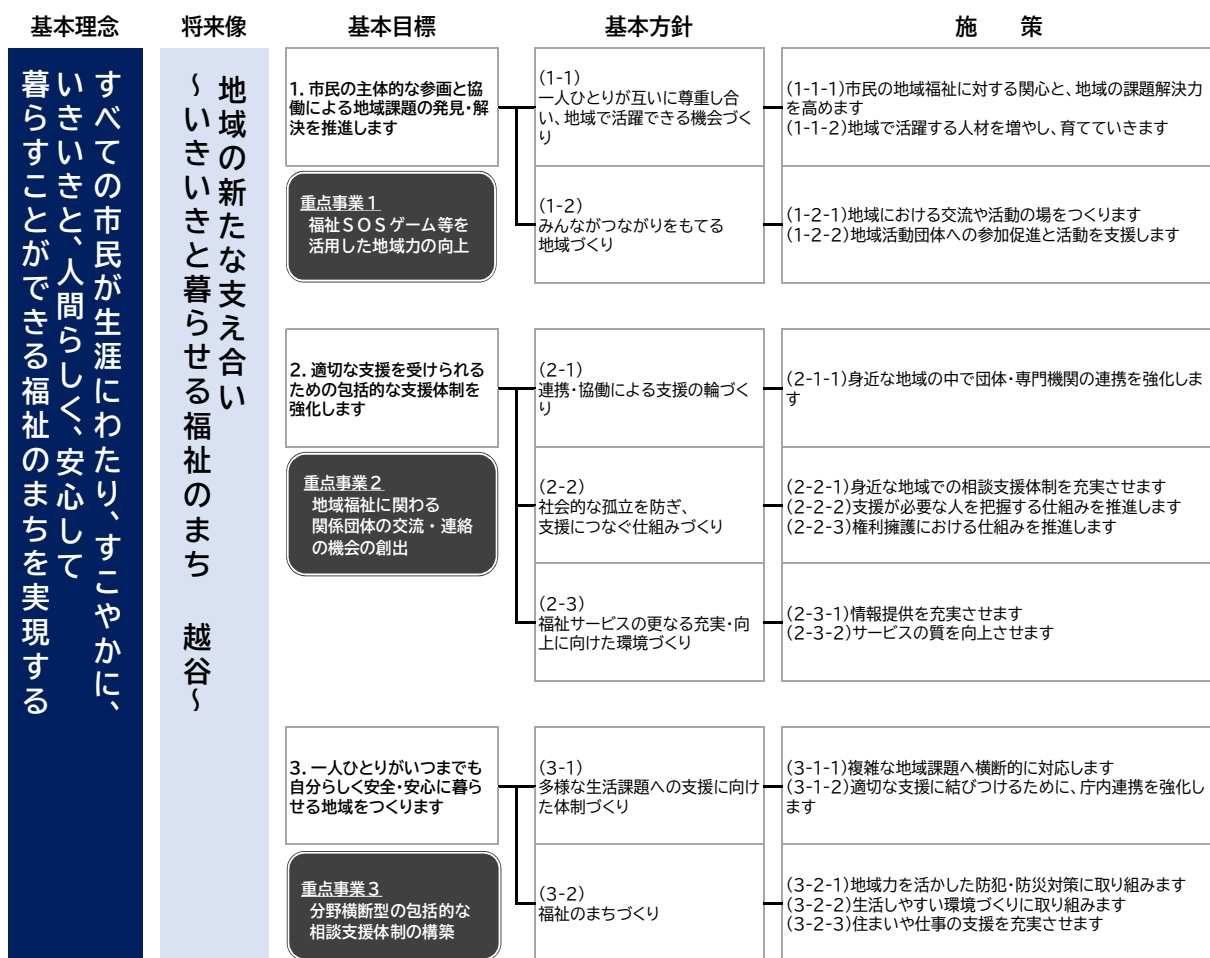 基本理念
将来像
基本目標
基本方針
施　策
すべての市民が生涯にわたり、すこやかに、
いきいきと、人間らしく、安心して
暮らすことができる福祉のまちを実現する
地域の新たな支え合い
～いきいきと暮らせる福祉のまち　越谷～
1．市民の主体的な参画と協
働による地域課題の発見・解
決を推進します
重点事業１
福祉ＳＯＳゲーム等を
活用した地域力の向上
(1-1)
一人ひとりが互いに尊重し合
い、地域で活躍できる機会づく
り
(1-1-1)市民の地域福祉に対する関心と、地域の課題解決力
を高めます
(1-1-2)地域で活躍する人材を増やし、育てていきます
(1-2)
みんながつながりをもてる
地域づくり
(1-2-1)地域における交流や活動の場をつくります
(1-2-2)地域活動団体への参加促進と活動を支援します
2．適切な支援を受けられる
ための包括的な支援体制を
強化します
重点事業２
地域福祉に関わる
関係団体の交流・連絡
の機会の創出
(2-1)
連携・協働による支援の輪づく
り
(2-1-1)身近な地域の中で団体・専門機関の連携を強化しま
す
(2-2)
社会的な孤立を防ぎ、
支援につなぐ仕組みづくり
(2-2-1)身近な地域での相談支援体制を充実させます
(2-2-2)支援が必要な人を把握する仕組みを推進します
(2-2-3)権利擁護における仕組みを推進します
(2-3)
福祉サービスの更なる充実・向
上に向けた環境づくり
(2-3-1)情報提供を充実させます
(2-3-2)サービスの質を向上させます
3．一人ひとりがいつまでも
自分らしく安全・安心に暮ら
せる地域をつくります
重点事業３
分野横断型の包括的な
相談支援体制の構築
(3-1)
多様な生活課題への支援に向け
た体制づくり
(3-1-1)複雑な地域課題へ横断的に対応します
(3-1-2)適切な支援に結びつけるために、庁内連携を強化し
ます
(3-2)
福祉のまちづくり
(3-2-1)地域力を活かした防犯・防災対策に取り組みます
(3-2-2)生活しやすい環境づくりに取り組みます
(3-2-3)住まいや仕事の支援を充実させます